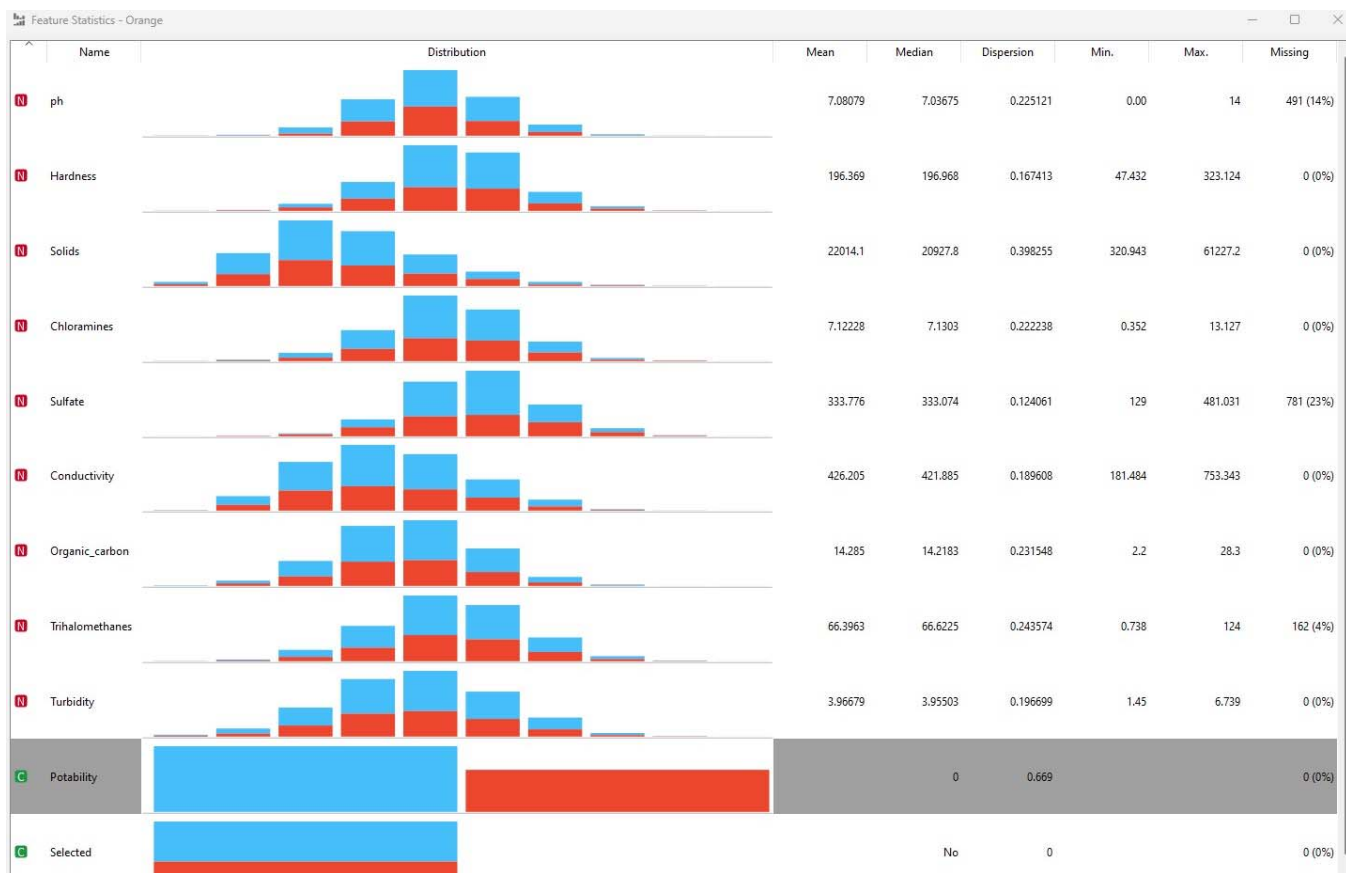 Feature Statistics - Orange
Name Distribution Mean Median Dispersion Min. Max. Missing
N ph 7.08079 7.03675 0.225121 0.00 14 491 (14%)
N Hardness 196.369 196.968 0.167413 47.432 323.124 0 (0%)
N Solids 22014.1 20927.8 0.398255 320.943 61227.2 0 (0%)
N Chloramines 7.12228 7.1303 0.222238 0.352 13.127 0 (0%)
N Sulfate 333.776 333.074 0.124061 129 481.031 781 (23%)
N Conductivity 426.205 421.885 0.189608 181.484 753.343 0 (0%)
N Organic_carbon 14.285 14.2183 0.231548 2.2 28.3 0 (0%)
N Trihalomethanes 66.3963 66.6225 0.243574 0.738 124 162 (4%)
N Turbidity 3.96679 3.95503 0.196699 1.45 6.739 0 (0%)
C Potability 0 0.669 0 (0%)
C Selected No 0 0 (0%)